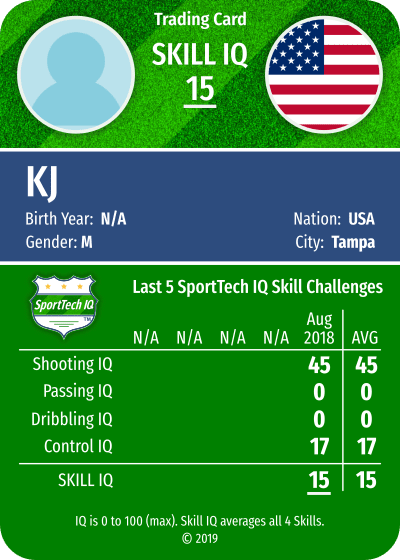 Trading Card
SKILL IQ
15
KJ
Birth Year: N/A
Nation: USA
Gender: M
City: Tampa
SportTech IQ
TM
Last 5 SportTech IQ Skill Challenges
N/A N/A N/A N/A Aug 2018 AVG
Shooting IQ 45 45
Passing IQ 0 0
Dribbling IQ 0 0
Control IQ 17 17
SKILL IQ 15 15
IQ is 0 to 100 (max). Skill IQ averages all 4 Skills.
© 2019